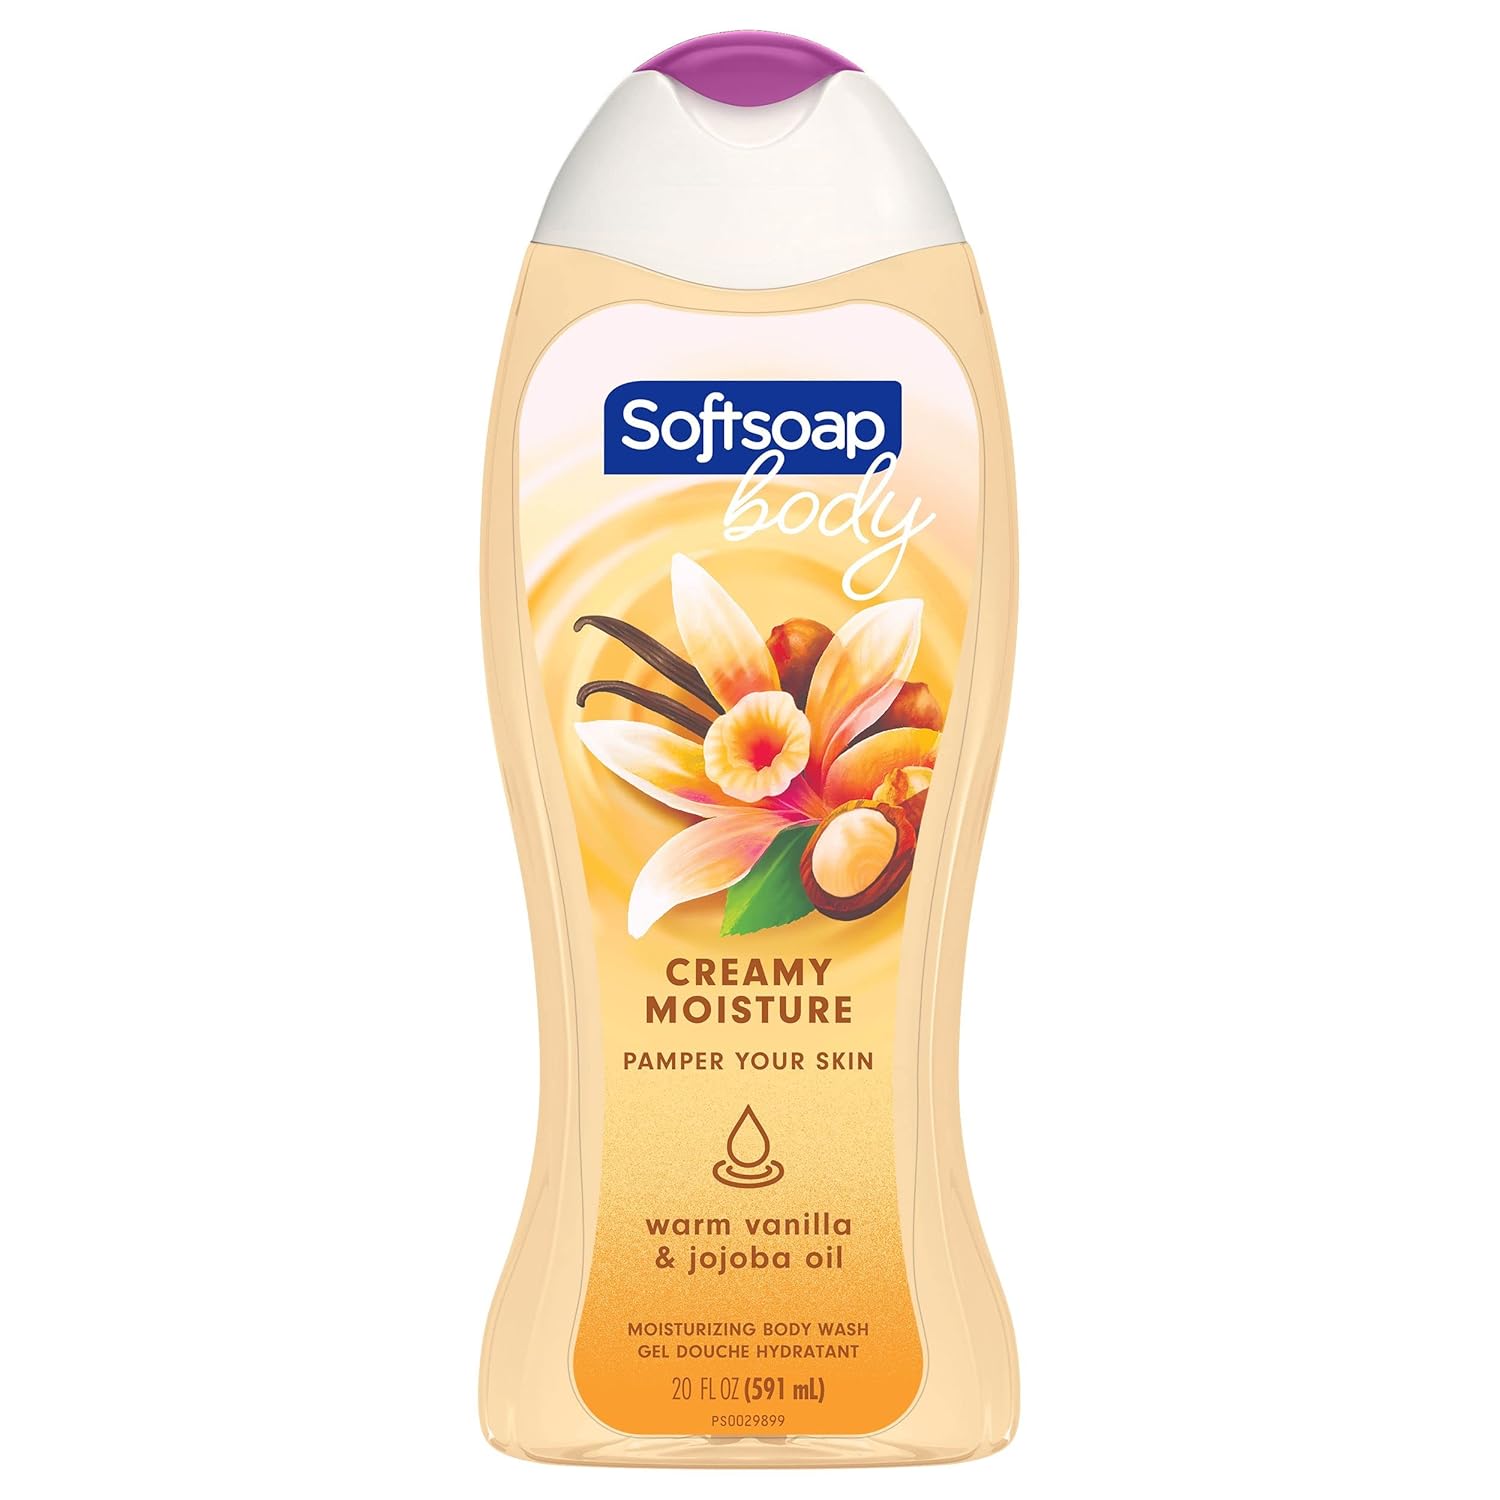 Softsoap
body
CREAMY
MOISTURE
PAMPER YOUR SKIN
warm vanilla
& jojoba oil
MOISTURIZING BODY WASH
GEL DOUCHE HYDRATANT
20 FL OZ (591 mL)
PS0029899